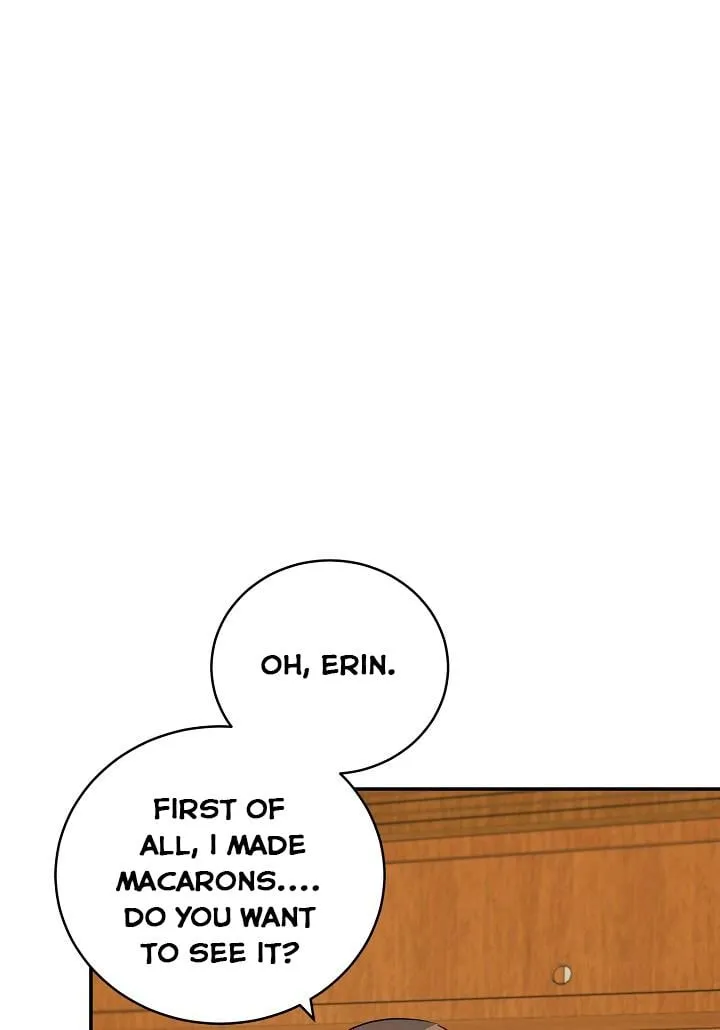 OH, ERIN.
FIRST OF
ALL, I MADE
MACARONS....
DO YOU WANT
TO SEE IT?